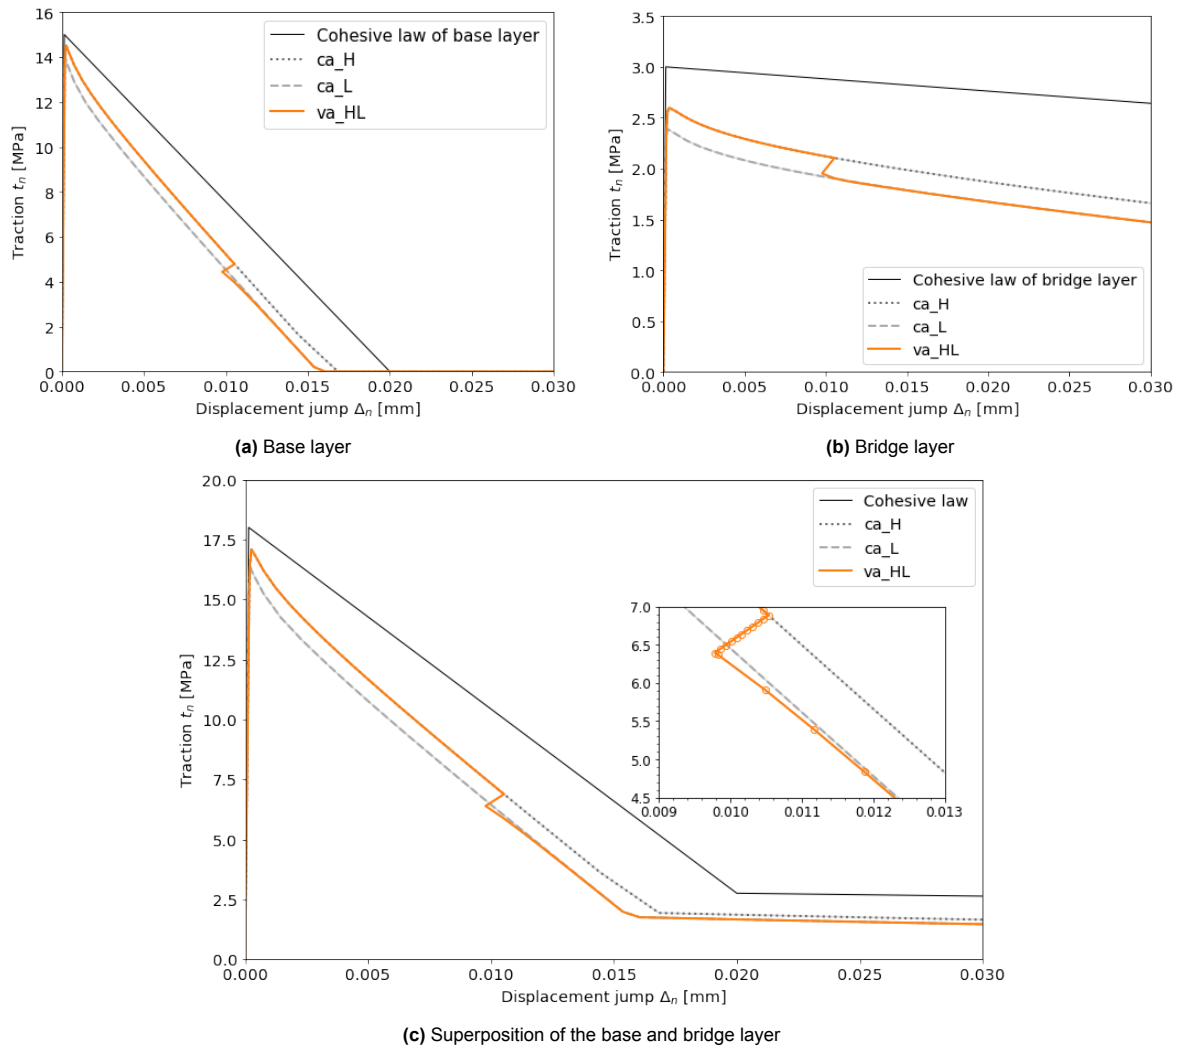 16
14
12
10
8
6
4
2
0
Traction tₙ [MPa]
Cohesive law of base layer
ca_H
ca_L
va_HL
0.000 0.005 0.010 0.015 0.020 0.025 0.030
Displacement jump Δₙ [mm]
(a) Base layer
3.5
3.0
2.5
2.0
1.5
1.0
0.5
0.0
Traction tₙ [MPa]
Cohesive law of bridge layer
ca_H
ca_L
va_HL
0.000 0.005 0.010 0.015 0.020 0.025 0.030
Displacement jump Δₙ [mm]
(b) Bridge layer
20.0
17.5
15.0
12.5
10.0
7.5
5.0
2.5
0.0
Traction tₙ [MPa]
Cohesive law
ca_H
ca_L
va_HL
7.0
6.5
6.0
5.5
5.0
4.5
0.009 0.010 0.011 0.012 0.013
0.000 0.005 0.010 0.015 0.020 0.025 0.030
Displacement jump Δₙ [mm]
(c) Superposition of the base and bridge layer